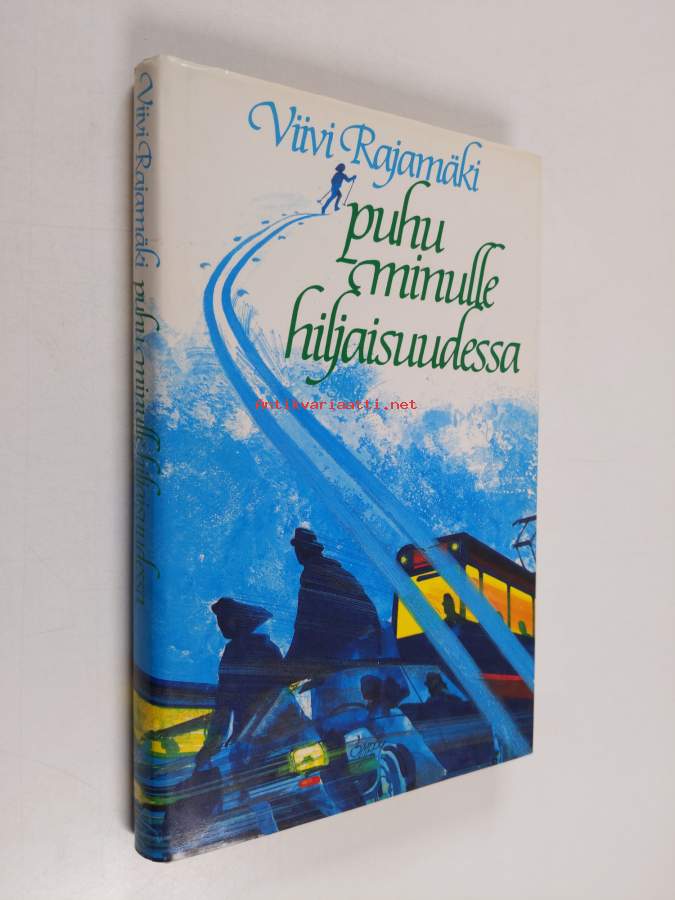 Viivi Rajamäki
puhu
minulle
hiljaisuudessa
Antikvariaatti.net
Viivi Rajamäki puhu minulle hiljaisuudessa